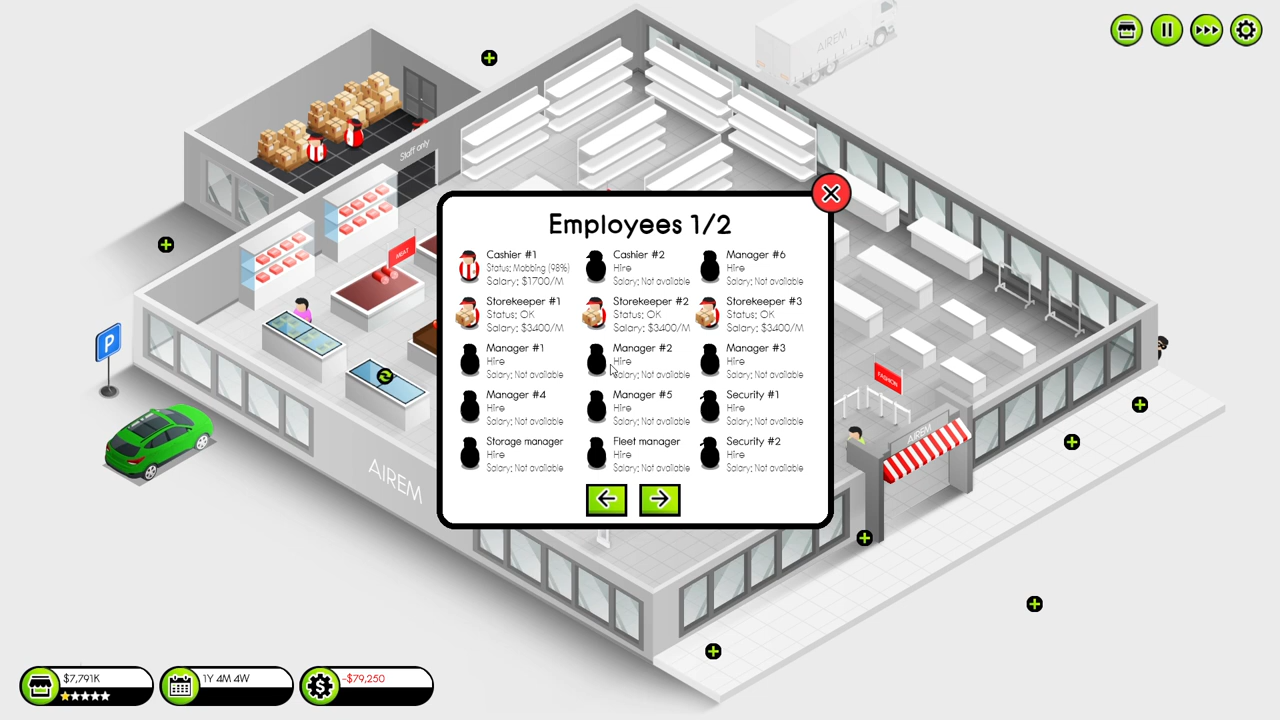 AIREM
Staff only
MEAT
P
Employees 1/2
Cashier #1
Status: Mobbing (98%)
Salary: $1700/M
Cashier #2
Hire
Salary: Not available
Manager #6
Hire
Salary: Not available
Storekeeper #1
Status: OK
Salary: $3400/M
Storekeeper #2
Status: OK
Salary: $3400/M
Storekeeper #3
Status: OK
Salary: $3400/M
Manager #1
Hire
Salary: Not available
Manager #2
Hire
Salary: Not available
Manager #3
Hire
Salary: Not available
Manager #4
Hire
Salary: Not available
Manager #5
Hire
Salary: Not available
Security #1
Hire
Salary: Not available
Storage manager
Hire
Salary: Not available
Fleet manager
Hire
Salary: Not available
Security #2
Hire
Salary: Not available
FASHION
AIREM
AIREM
$7,791K
1Y 4M 4W
-$79,250